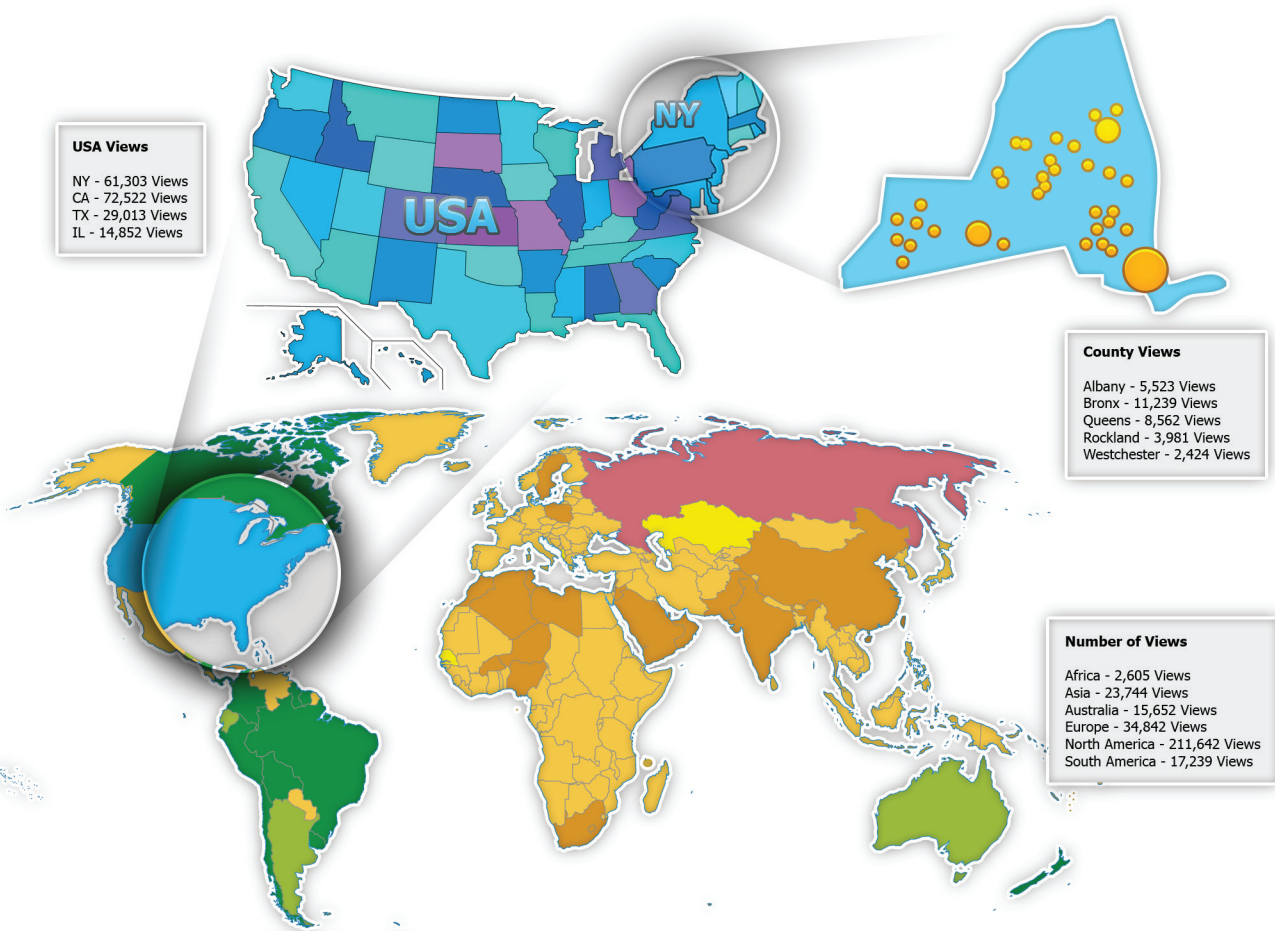 NY
USA Views
NY - 61,303 Views
CA - 72,522 Views
TX - 29,013 Views
IL - 14,852 Views
USA
County Views
Albany - 5,523 Views
Bronx - 11,239 Views
Queens - 8,562 Views
Rockland - 3,981 Views
Westchester - 2,424 Views
Number of Views
Africa - 2,605 Views
Asia - 23,744 Views
Australia - 15,652 Views
Europe - 34,842 Views
North America - 211,642 Views
South America - 17,239 Views